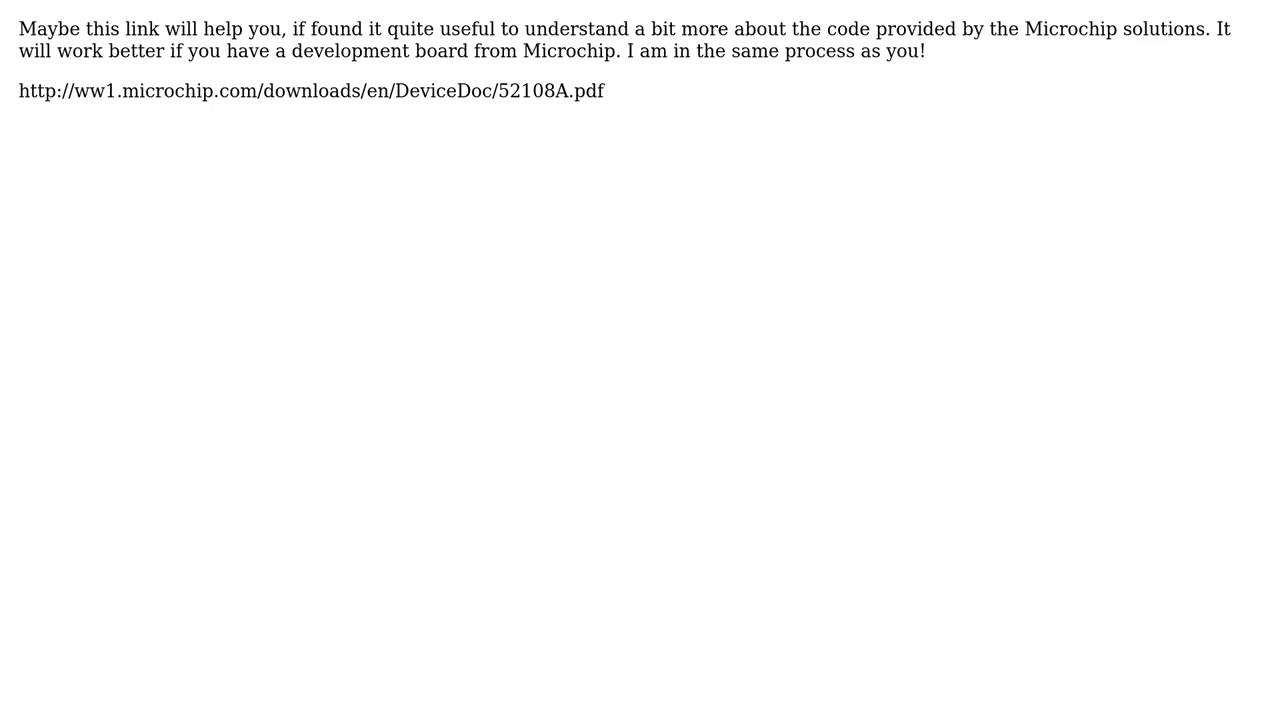 Maybe this link will help you, if found it quite useful to understand a bit more about the code provided by the Microchip solutions. It
will work better if you have a development board from Microchip. I am in the same process as you!
http://ww1.microchip.com/downloads/en/DeviceDoc/52108A.pdf